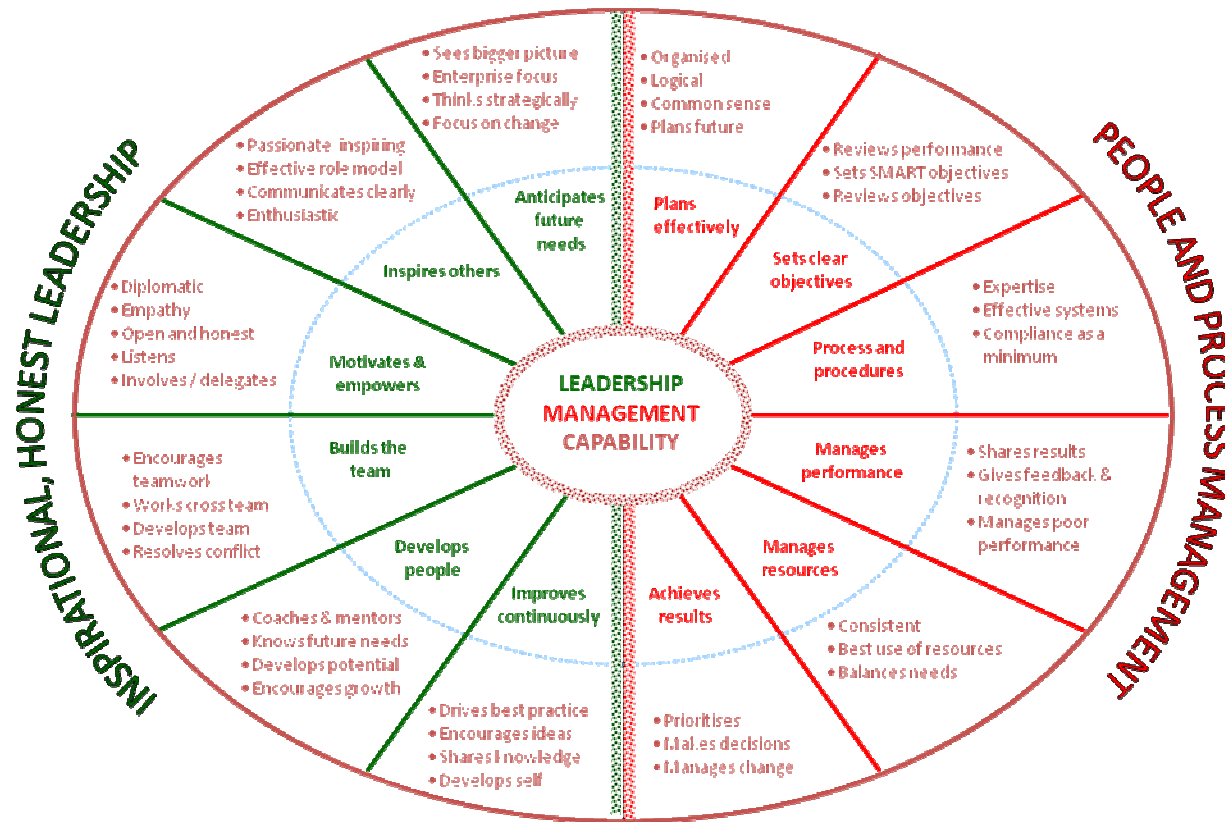 INSPIRATIONAL, HONEST LEADERSHIP
PEOPLE AND PROCESS MANAGEMENT
LEADERSHIP
MANAGEMENT
CAPABILITY
Anticipates
future
needs
• Sees bigger picture
• Enterprise focus
• Thinks strategically
• Focus on change
Plans
effectively
• Organised
• Logical
• Common sense
• Plans future
Sets clear
objectives
• Reviews performance
• Sets SMART objectives
• Reviews objectives
Process and
procedures
• Expertise
• Effective systems
• Compliance as a
minimum
Manages
performance
• Shares results
• Gives feedback &
recognition
• Manages poor
performance
Manages
resources
• Consistent
• Best use of resources
• Balances needs
Achieves
results
• Prioritises
• Makes decisions
• Manages change
Improves
continuously
• Drives best practice
• Encourages ideas
• Shares knowledge
• Develops self
Develops
people
• Coaches & mentors
• Knows future needs
• Develops potential
• Encourages growth
Builds the
team
• Encourages
teamwork
• Works cross team
• Develops team
• Resolves conflict
Motivates &
empowers
• Diplomatic
• Empathy
• Open and honest
• Listens
• Involves / delegates
Inspires others
• Passionate inspiring
• Effective role model
• Communicates clearly
• Enthusiastic